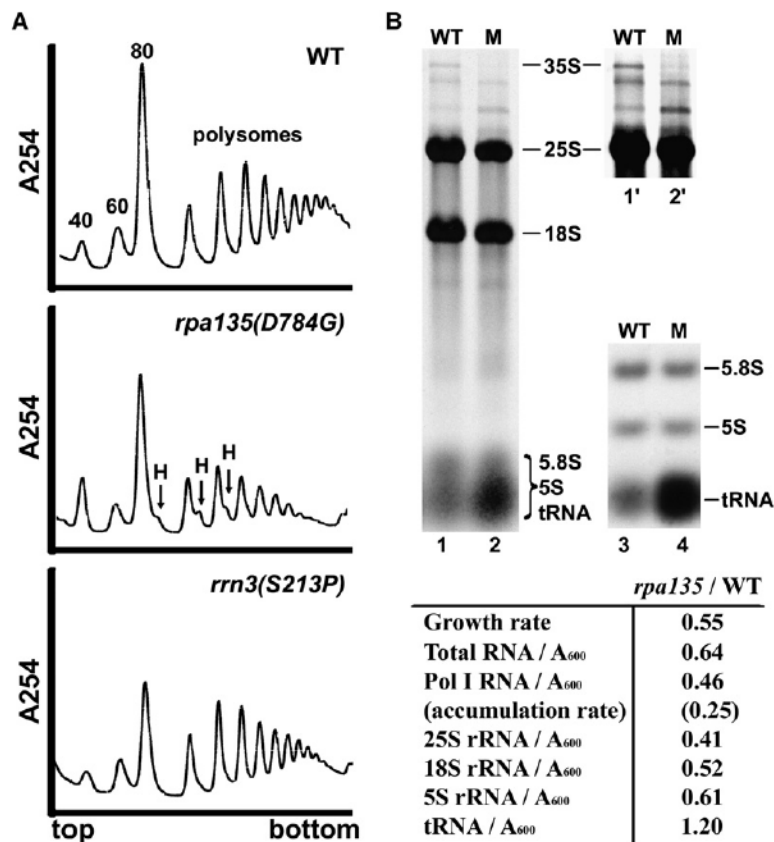 A
WT
A254
40
60
80
polysomes
rpa135(D784G)
A254
H
H
H
rrn3(S213P)
A254
top
bottom
B
WT M
35S
25S
18S
5.8S
5S
tRNA
1 2
WT M
1' 2'
WT M
5.8S
5S
tRNA
3 4
rpa135 / WT
Growth rate 0.55
Total RNA / A600 0.64
Pol I RNA / A600 0.46
(accumulation rate) (0.25)
25S rRNA / A600 0.41
18S rRNA / A600 0.52
5S rRNA / A600 0.61
tRNA / A600 1.20